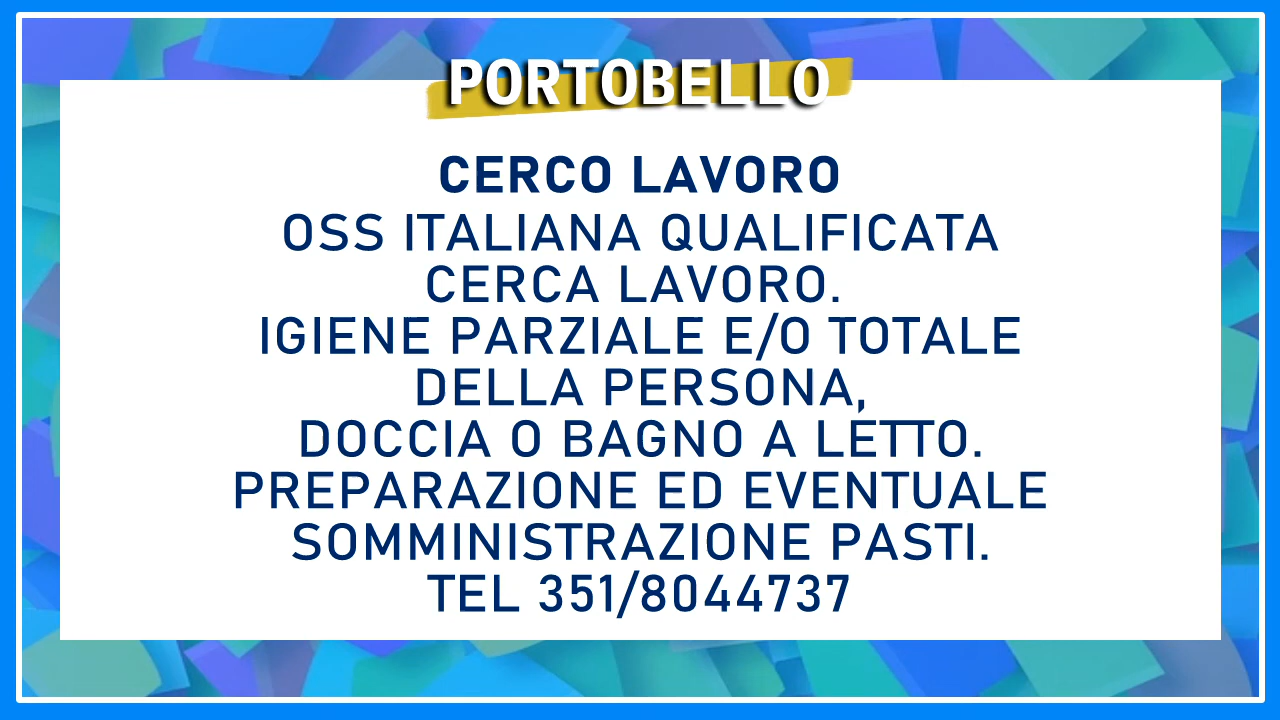 PORTOBELLO
CERCO LAVORO
OSS ITALIANA QUALIFICATA
CERCA LAVORO.
IGIENE PARZIALE E/O TOTALE
DELLA PERSONA,
DOCCIA O BAGNO A LETTO.
PREPARAZIONE ED EVENTUALE
SOMMINISTRAZIONE PASTI.
TEL 351/8044737